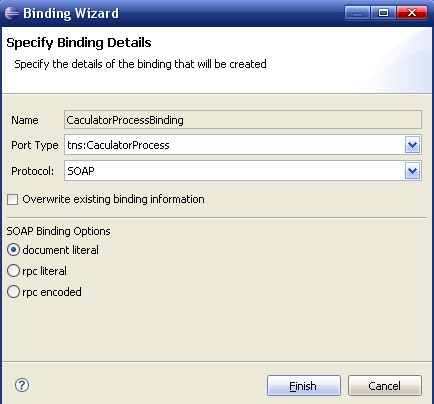 Binding Wizard
Specify Binding Details
Specify the details of the binding that will be created
Name CaculatorProcessBinding
Port Type tns:CaculatorProcess
Protocol: SOAP
Overwrite existing binding information
SOAP Binding Options
document literal
rpc literal
rpc encoded
? Finish Cancel